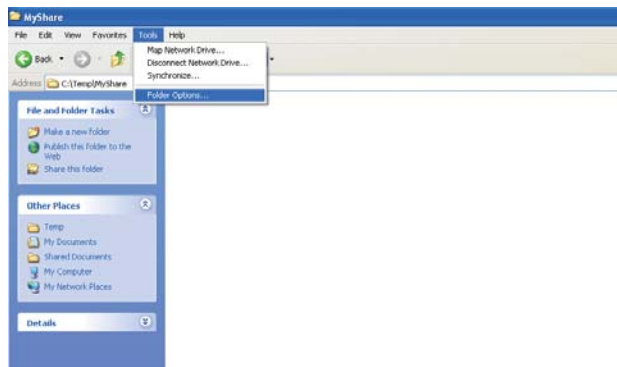 MyShare
File Edit View Favorites Tools Help
Back
Map Network Drive...
Disconnect Network Drive...
Synchronize...
Folder Options...
Address C:\Temp\MyShare
File and Folder Tasks
Make a new folder
Publish this folder to the
Web
Share this folder
Other Places
Temp
My Documents
Shared Documents
My Computer
My Network Places
Details